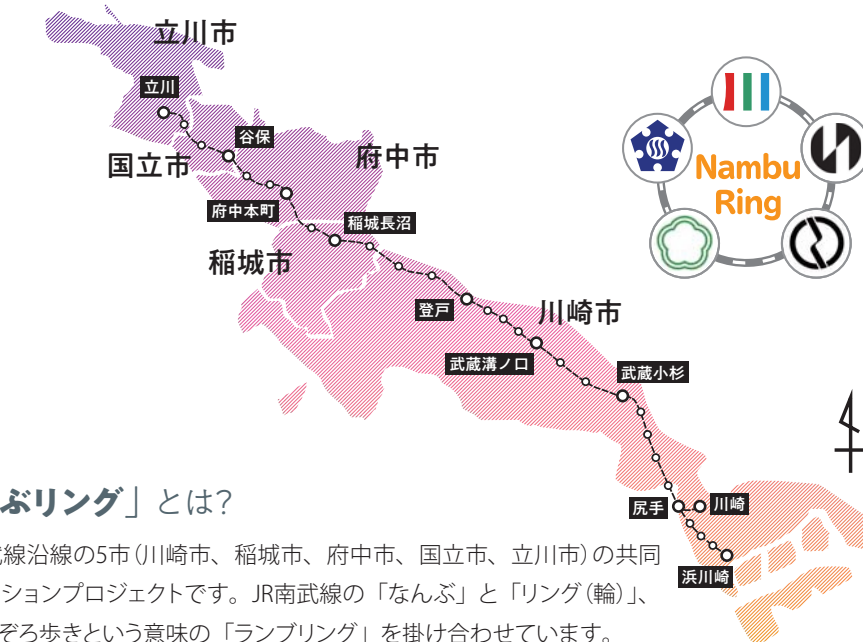 立川市
立川
谷保
国立市
府中市
府中本町
稲城長沼
稲城市
Nambu
Ring
登戸
川崎市
武蔵溝ノ口
武蔵小杉
尻手
川崎
浜川崎
ぶリング」とは?
線沿線の5市(川崎市、稲城市、府中市、国立市、立川市)の共同
ションプロジェクトです。JR南武線の「なんぶ」と「リング(輪)」、
ぞろ歩きという意味の「ランブリング」を掛け合わせています。